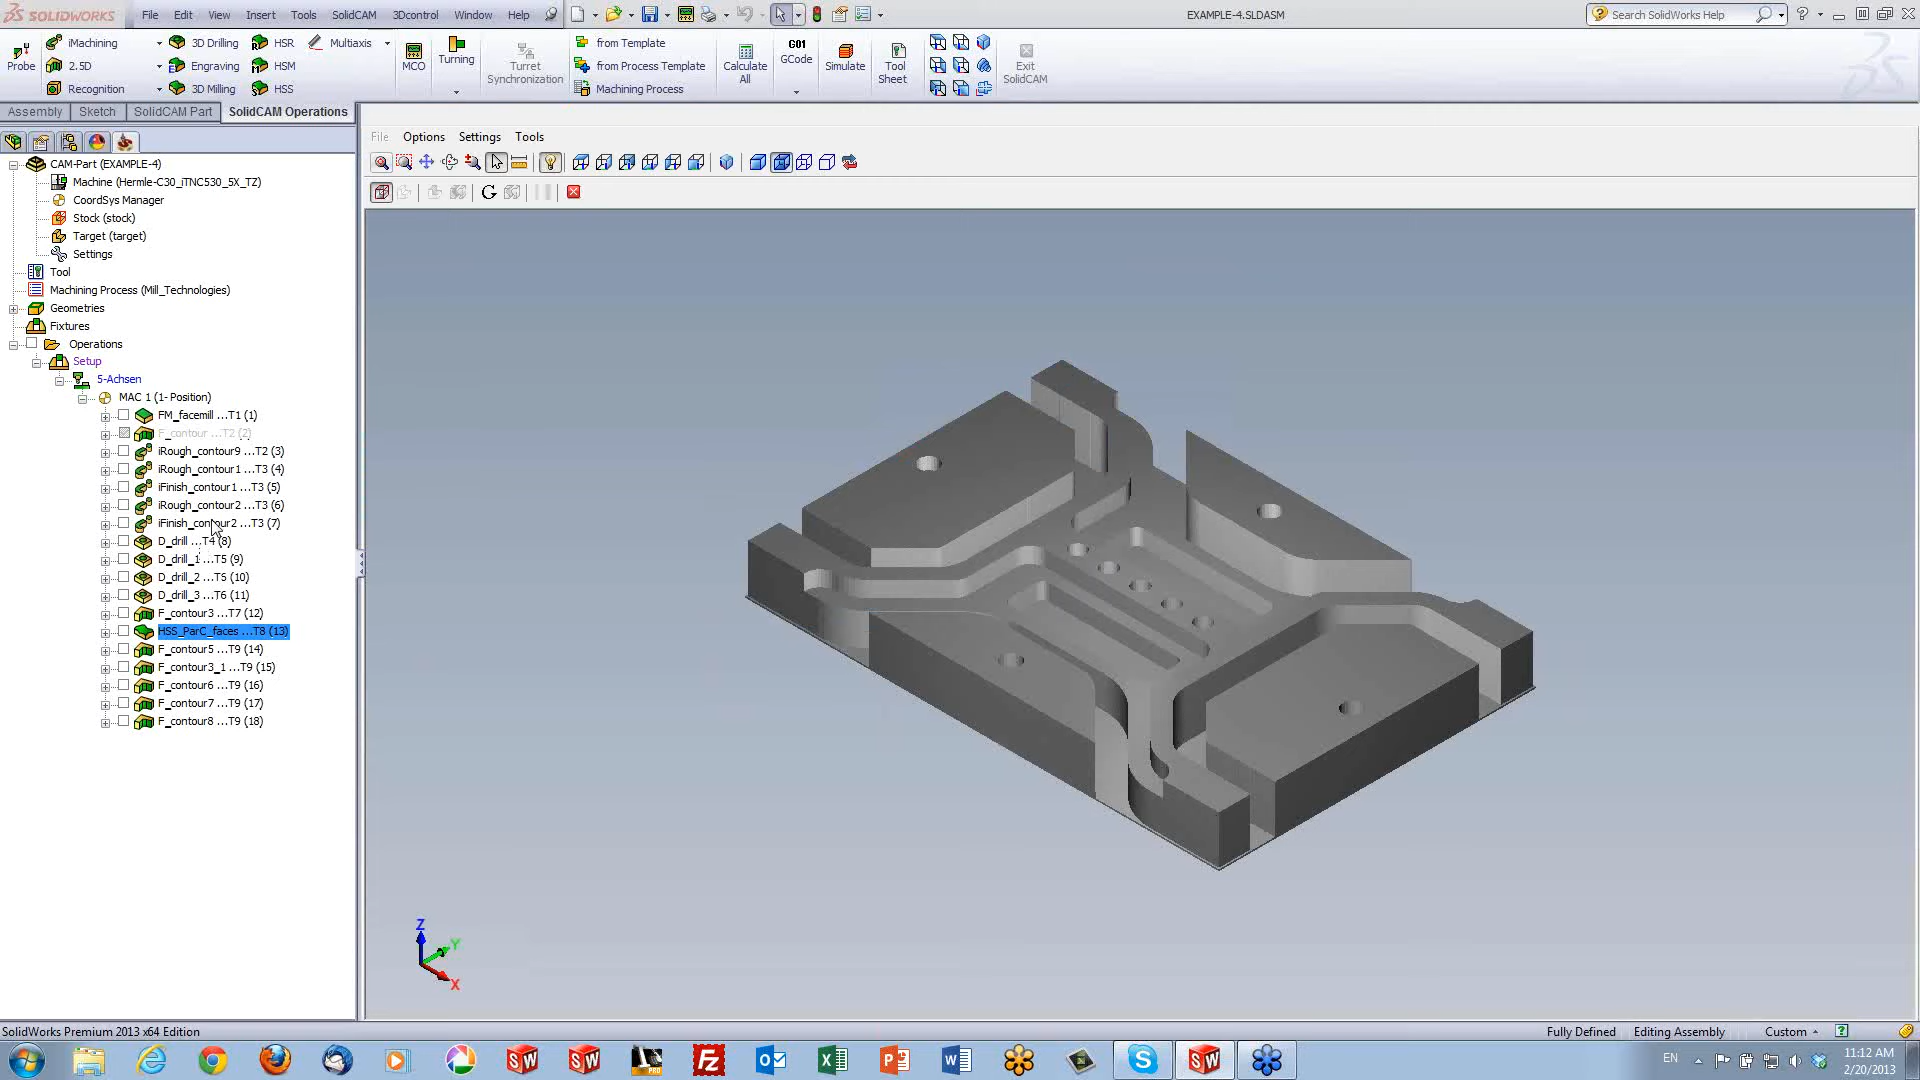 SOLIDWORKS File Edit View Insert Tools SolidCAM 3Dcontrol Window Help EXAMPLE-4.SLDASM Search SolidWorks Help
iMachining 3D Drilling HSR Multiaxis from Template
Probe 2.5D Engraving HSM MCO Turning Turret Synchronization from Process Template Calculate All G01 GCode Simulate Tool Sheet Exit SolidCAM
Recognition 3D Milling HSS Machining Process
Assembly Sketch SolidCAM Part SolidCAM Operations
File Options Settings Tools
CAM-Part (EXAMPLE-4)
Machine (Hermle-C30_iTNC530_5X_TZ)
CoordSys Manager
Stock (stock)
Target (target)
Settings
Tool
Machining Process (Mill_Technologies)
Geometries
Fixtures
Operations
Setup
5-Achsen
MAC 1 (1- Position)
FM_facemill ...T1 (1)
F_contour ...T2 (2)
iRough_contour9 ...T2 (3)
iRough_contour1 ...T3 (4)
iFinish_contour1 ...T3 (5)
iRough_contour2 ...T3 (6)
iFinish_contour2 ...T3 (7)
D_drill ...T4 (8)
D_drill_1 ...T5 (9)
D_drill_2 ...T5 (10)
D_drill_3 ...T6 (11)
F_contour3 ...T7 (12)
HSS_ParC_faces ...T8 (13)
F_contour5 ...T9 (14)
F_contour3_1 ...T9 (15)
F_contour6 ...T9 (16)
F_contour7 ...T9 (17)
F_contour8 ...T9 (18)
Z
Y
X
SolidWorks Premium 2013 x64 Edition Fully Defined Editing Assembly Custom
EN 11:12 AM
2/20/2013